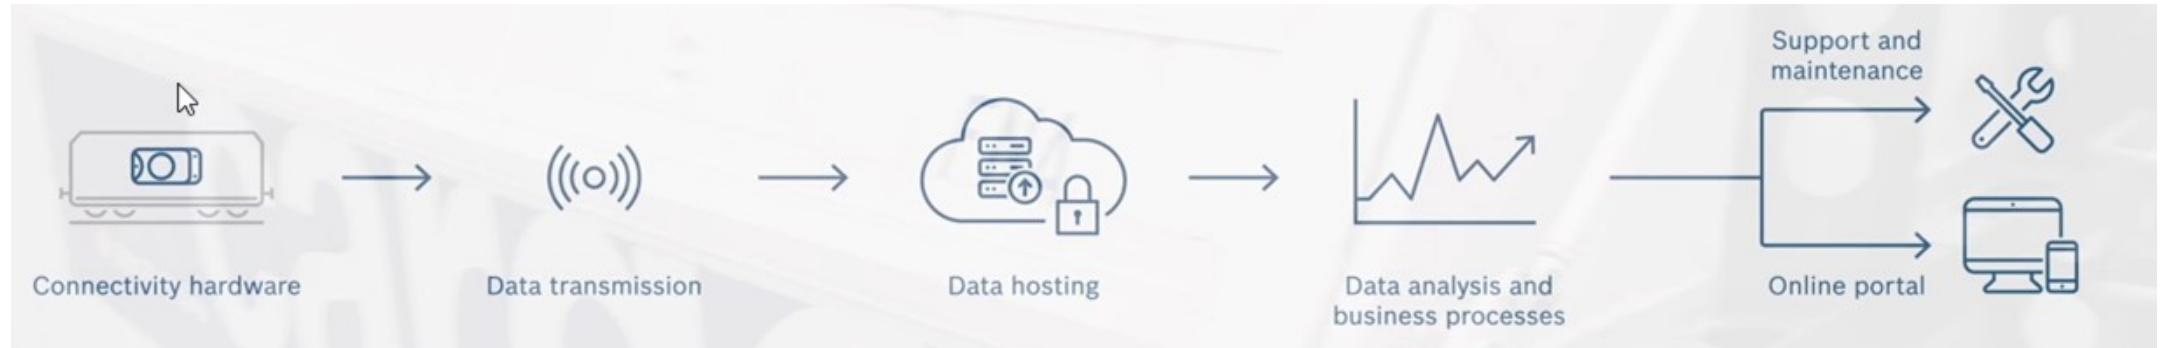 Support and
maintenance
Connectivity hardware
Data transmission
Data hosting
Data analysis and
business processes
Online portal